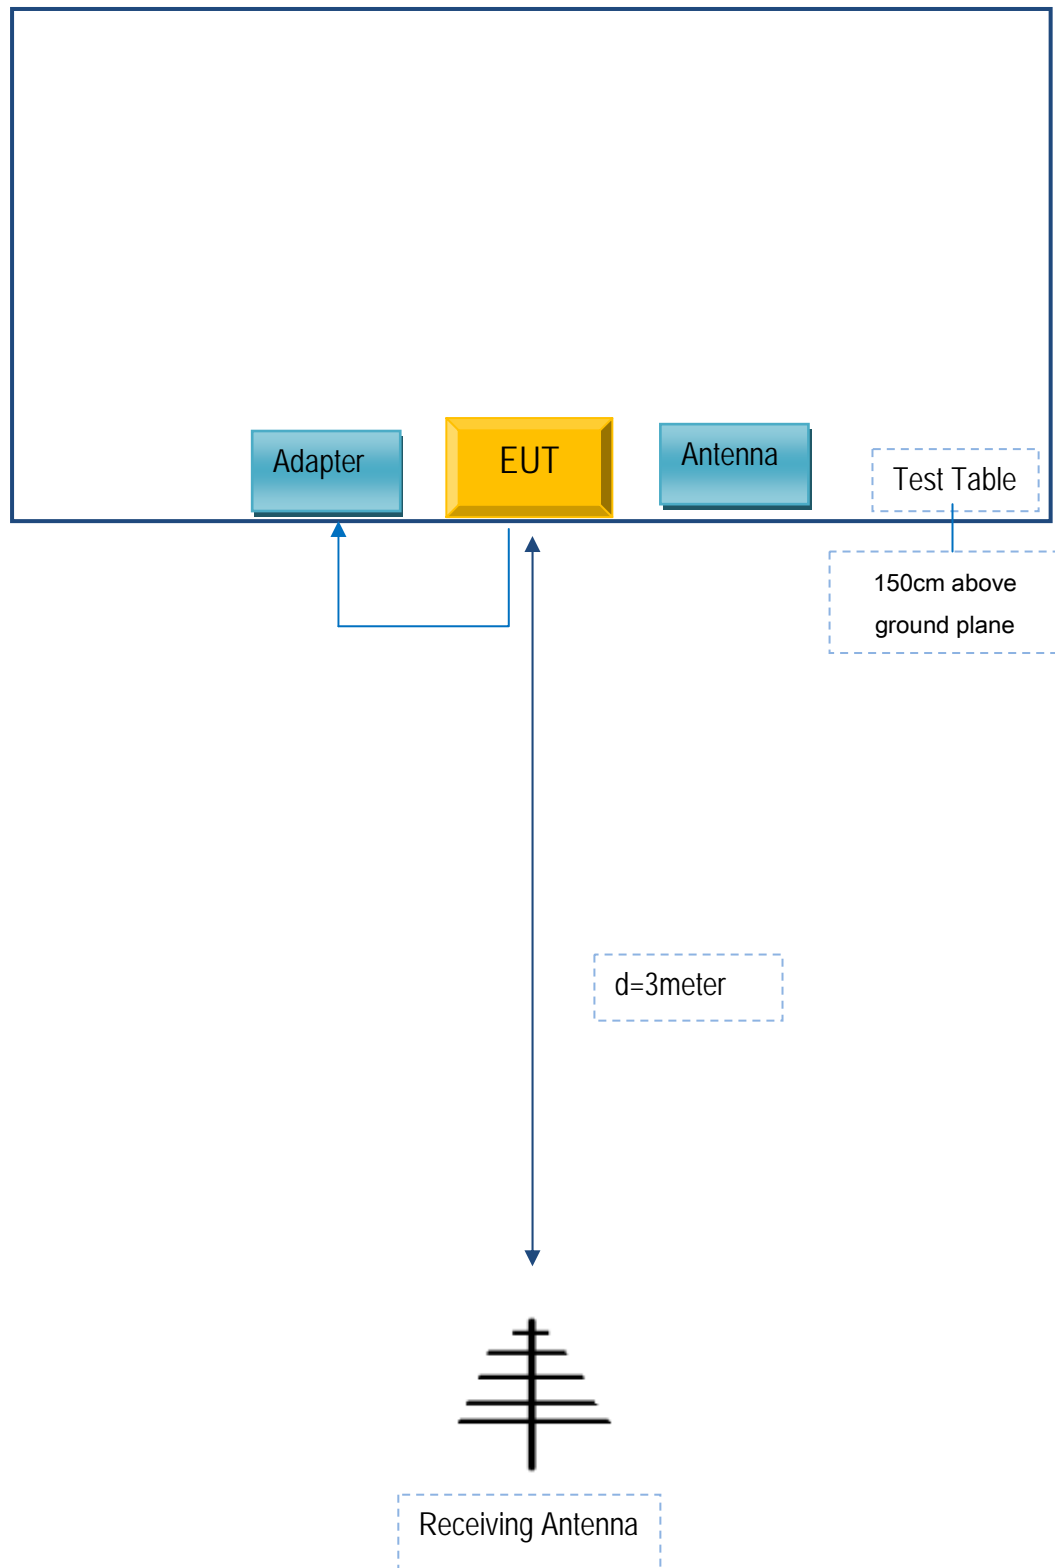 Adapter
EUT
Antenna
Test Table
150cm above
ground plane
d=3meter
Receiving Antenna